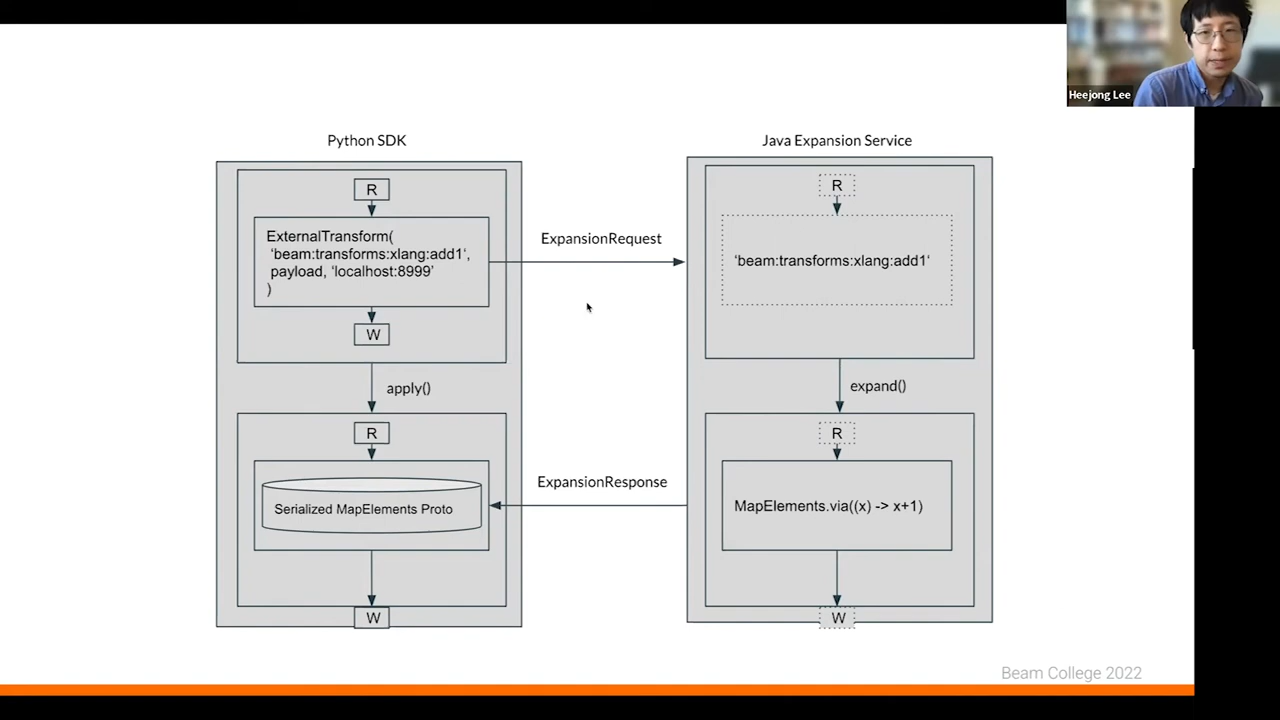 Heejong Lee
Python SDK
R
ExternalTransform(
'beam:transforms:xlang:add1',
payload, 'localhost:8999'
)
W
apply()
R
Serialized MapElements Proto
W
ExpansionRequest
ExpansionResponse
Java Expansion Service
R
'beam:transforms:xlang:add1'
expand()
R
MapElements.via((x) -> x+1)
W
Beam College 2022